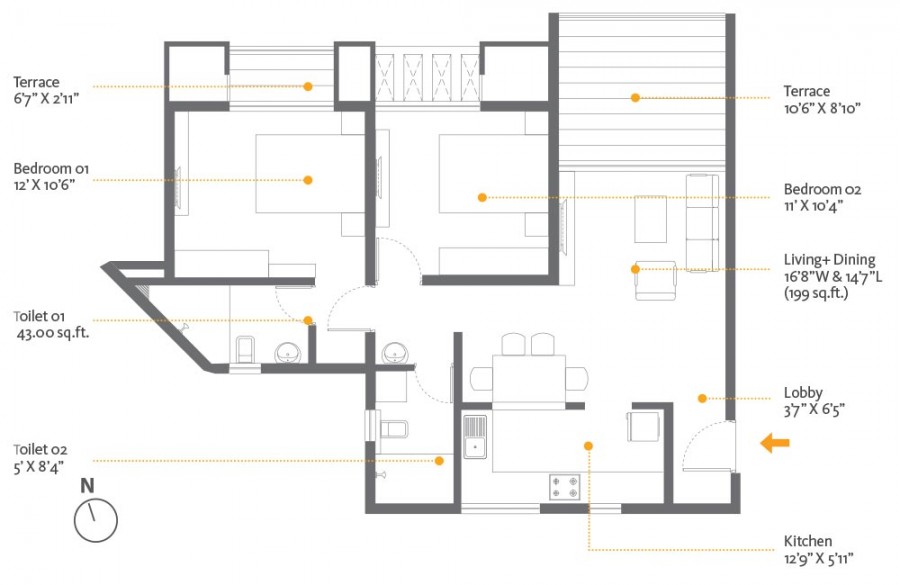 Terrace
6'7" X 2'11"
Bedroom 01
12' X 10'6"
Toilet 01
43.00 sq.ft.
Toilet 02
5' X 8'4"
N
Terrace
10'6" X 8'10"
Bedroom 02
11' X 10'4"
Living+ Dining
16'8"W & 14'7"L
(199 sq.ft.)
Lobby
3'7" X 6'5"
Kitchen
12'9" X 5'11"